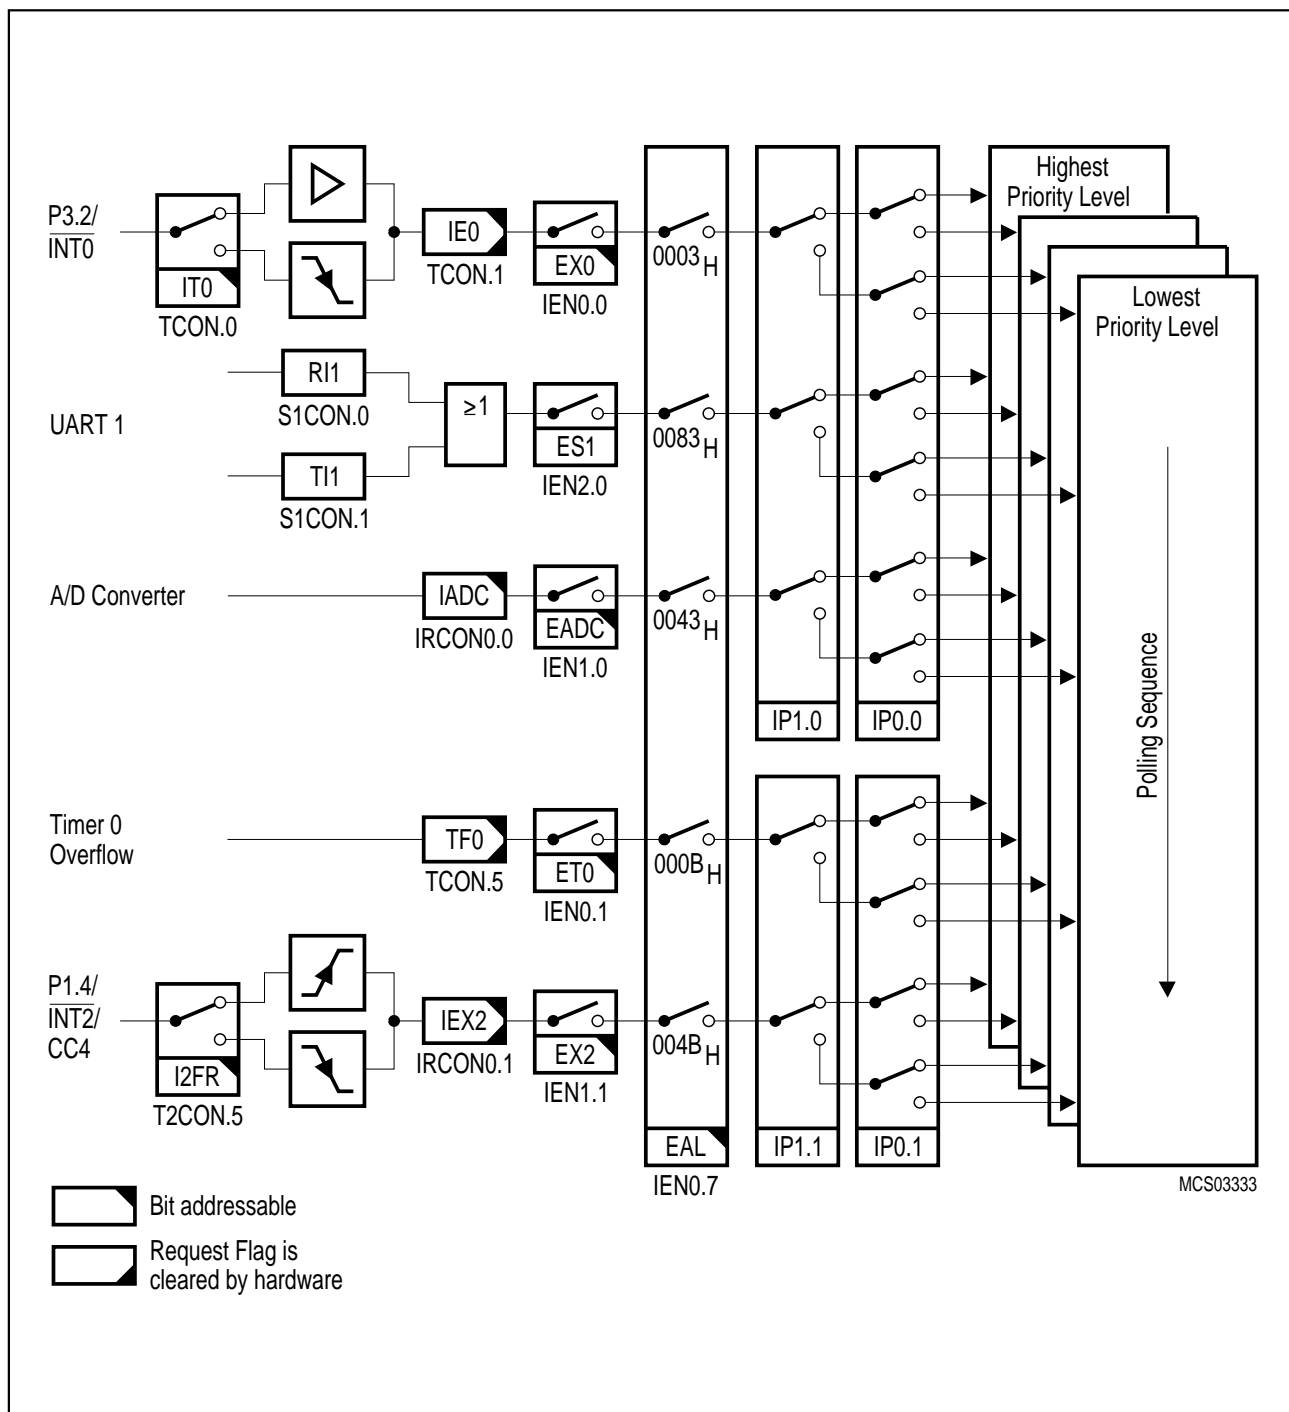 Highest
Priority Level
P3.2/
INT0
IE0
TCON.1
EX0
IEN0.0
0003H
IT0
TCON.0
Lowest
Priority Level
RI1
S1CON.0
UART 1
≥1
ES1
IEN2.0
0083H
TI1
S1CON.1
A/D Converter
IADC
IRCON0.0
EADC
IEN1.0
0043H
IP1.0
IP0.0
Polling Sequence
Timer 0
Overflow
TF0
TCON.5
ET0
IEN0.1
000BH
P1.4/
INT2/
CC4
I2FR
T2CON.5
IEX2
IRCON0.1
EX2
IEN1.1
004BH
EAL
IEN0.7
IP1.1
IP0.1
MCS03333
Bit addressable
Request Flag is
cleared by hardware